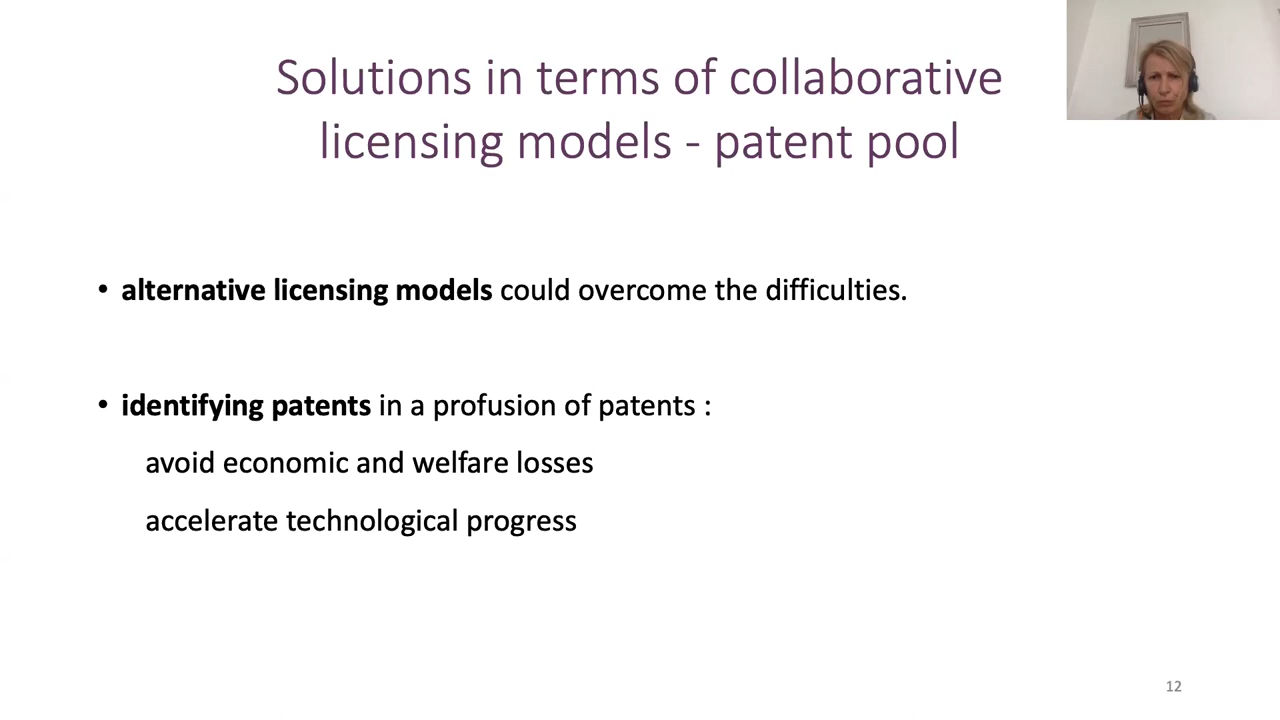 Solutions in terms of collaborative
licensing models - patent pool
• alternative licensing models could overcome the difficulties.
• identifying patents in a profusion of patents :
avoid economic and welfare losses
accelerate technological progress
12